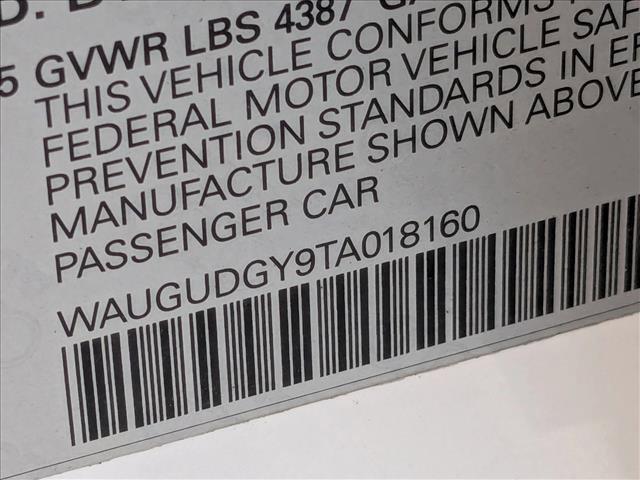 5 GVWR LBS 4387
THIS VEHICLE CONFORMS
FEDERAL MOTOR VEHICLE SAF
PREVENTION STANDARDS IN EF
MANUFACTURE SHOWN ABOVE
PASSENGER CAR
WAUGUDGY9TA018160